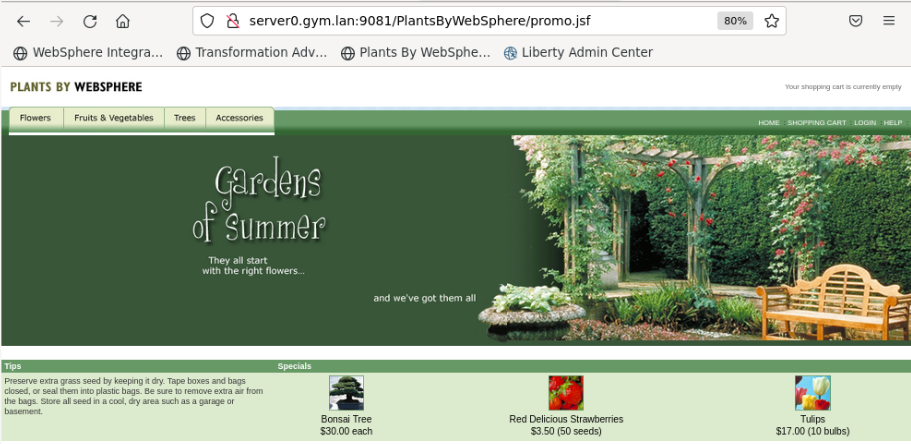 server0.gym.lan:9081/PlantsByWebSphere/promo.jsf
80%
WebSphere Integra...
Transformation Adv...
Plants By WebSphe...
Liberty Admin Center
PLANTS BY WEBSPHERE
Your shopping cart is currently empty
Flowers
Fruits & Vegetables
Trees
Accessories
HOME
SHOPPING CART
LOGIN
HELP
Gardens
of Summer
They all start
with the right flowers...
and we've got them all
Tips
Specials
Preserve extra grass seed by keeping it dry. Tape boxes and bags
closed, or seal them into plastic bags. Be sure to remove extra air from
the bags. Store all seed in a cool, dry area such as a garage or
basement.
Bonsai Tree
$30.00 each
Red Delicious Strawberries
$3.50 (50 seeds)
Tulips
$17.00 (10 bulbs)